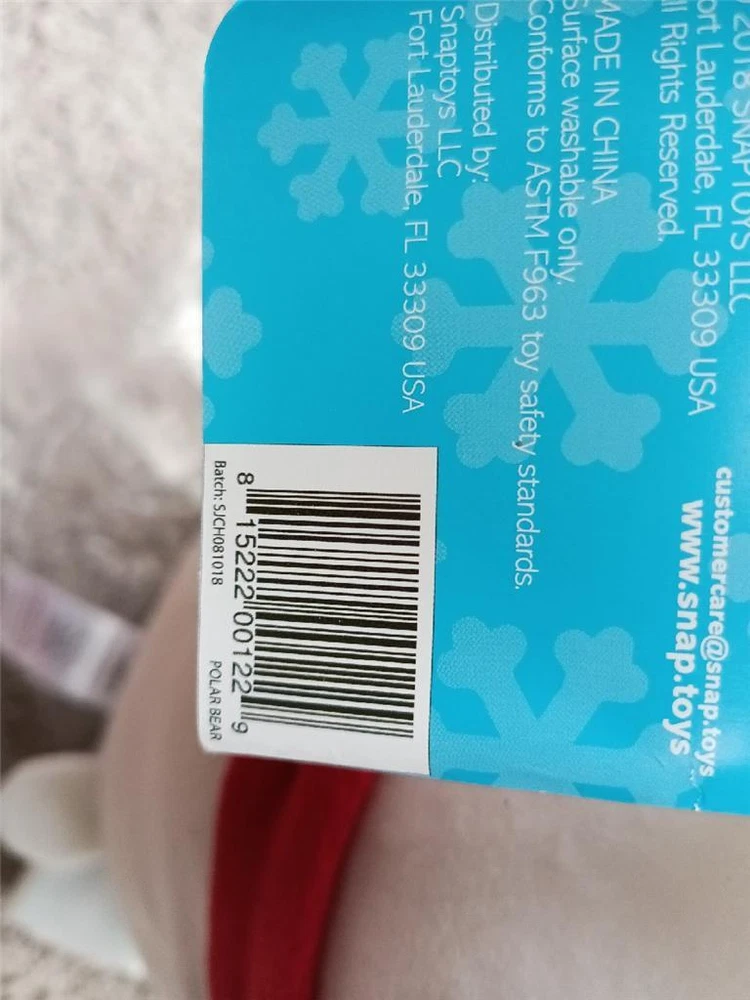 2018 SNAPTOYS LLC
ort Lauderdale, FL 33309 USA
ll Rights Reserved.
customercare@snap.toys
www.snap.toys
MADE IN CHINA
Surface washable only.
Conforms to ASTM F963 toy safety standards.
Distributed by:
Snaptoys LLC
Fort Lauderdale, FL 33309 USA
8 15222 00122 9
Batch: SJCH081018 POLAR BEAR